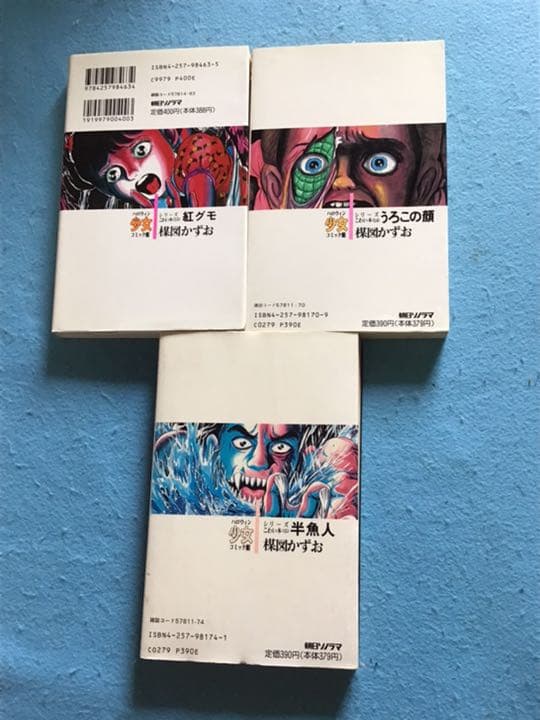 ISBN4-257-98463-5
C9979 P400E
9784257984634
雑誌コード57814-63
朝日ソノラマ
1919979004003
定価400円(本体388円)
ハロウィン
少女
コミック館
シリーズ
こわい本
紅グモ
楳図かずお
ハロウィン
少女
コミック館
シリーズ
こわい本
うろこの顔
楳図かずお
雑誌コード57811-70
ISBN4-257-98170-9
朝日ソノラマ
C0279 P390E
定価390円(本体379円)
ハロウィン
少女
コミック館
シリーズ
こわい本
半魚人
楳図かずお
雑誌コード57811-74
ISBN4-257-98174-1
朝日ソノラマ
C0279 P390E
定価390円(本体379円)